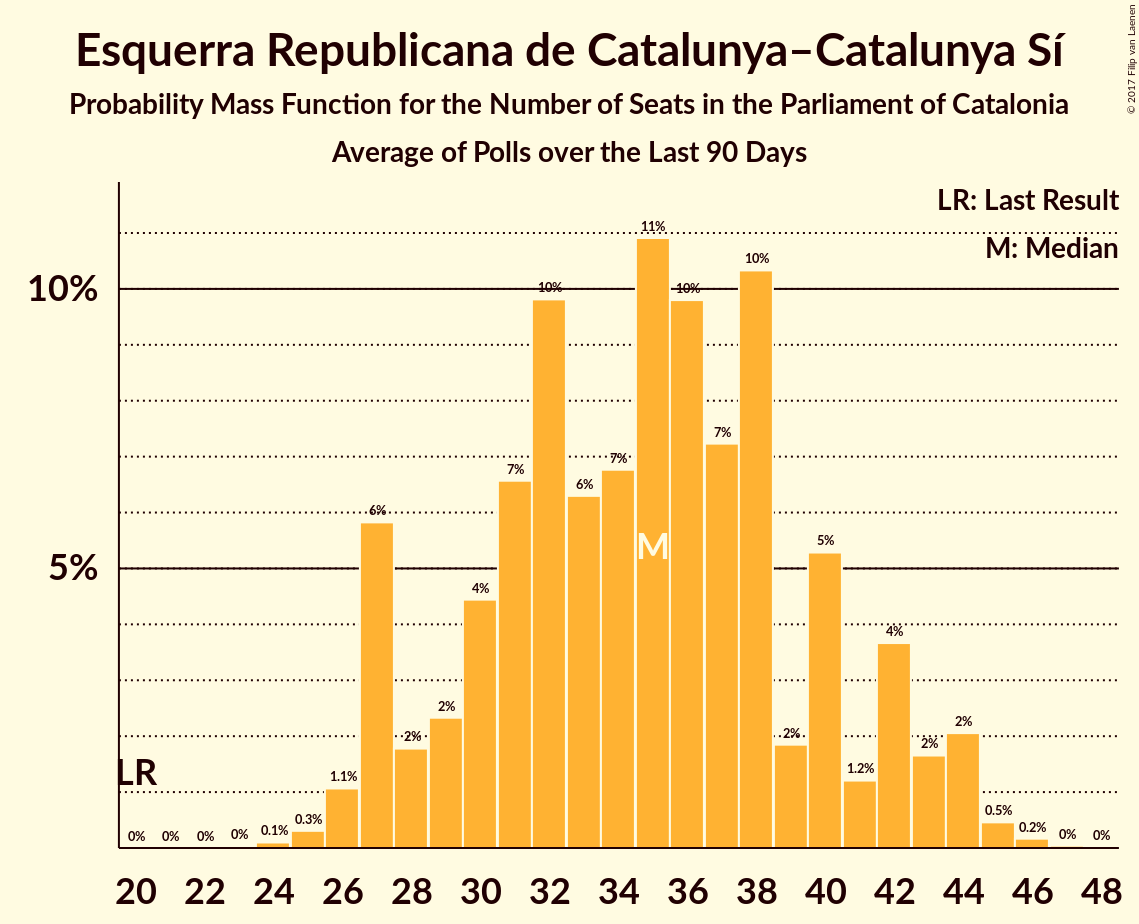 Esquerra Republicana de Catalunya–Catalunya Sí
Probability Mass Function for the Number of Seats in the Parliament of Catalonia
Average of Polls over the Last 90 Days
© 2017 Filip van Laenen
LR: Last Result
M: Median
10%
5%
LR
M
0% 0% 0% 0% 0.1% 0.3% 1.1% 6% 2% 2% 4% 7% 10% 6% 7% 11% 10% 7% 10% 2% 5% 1.2% 4% 2% 2% 0.5% 0.2% 0% 0%
20 22 24 26 28 30 32 34 36 38 40 42 44 46 48